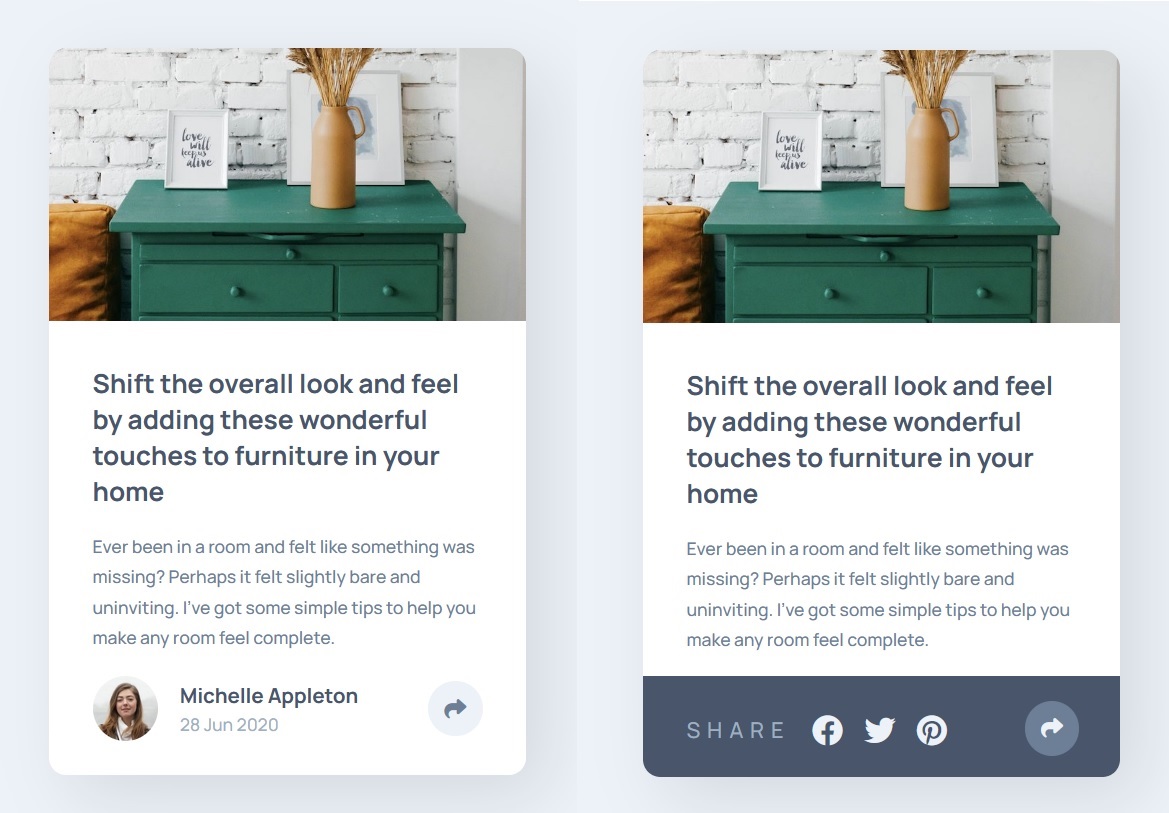 love
will
keep us
alive
Shift the overall look and feel
by adding these wonderful
touches to furniture in your
home
Ever been in a room and felt like something was
missing? Perhaps it felt slightly bare and
uninviting. I've got some simple tips to help you
make any room feel complete.
Michelle Appleton
28 Jun 2020
love
will
keep us
alive
Shift the overall look and feel
by adding these wonderful
touches to furniture in your
home
Ever been in a room and felt like something was
missing? Perhaps it felt slightly bare and
uninviting. I've got some simple tips to help you
make any room feel complete.
SHARE